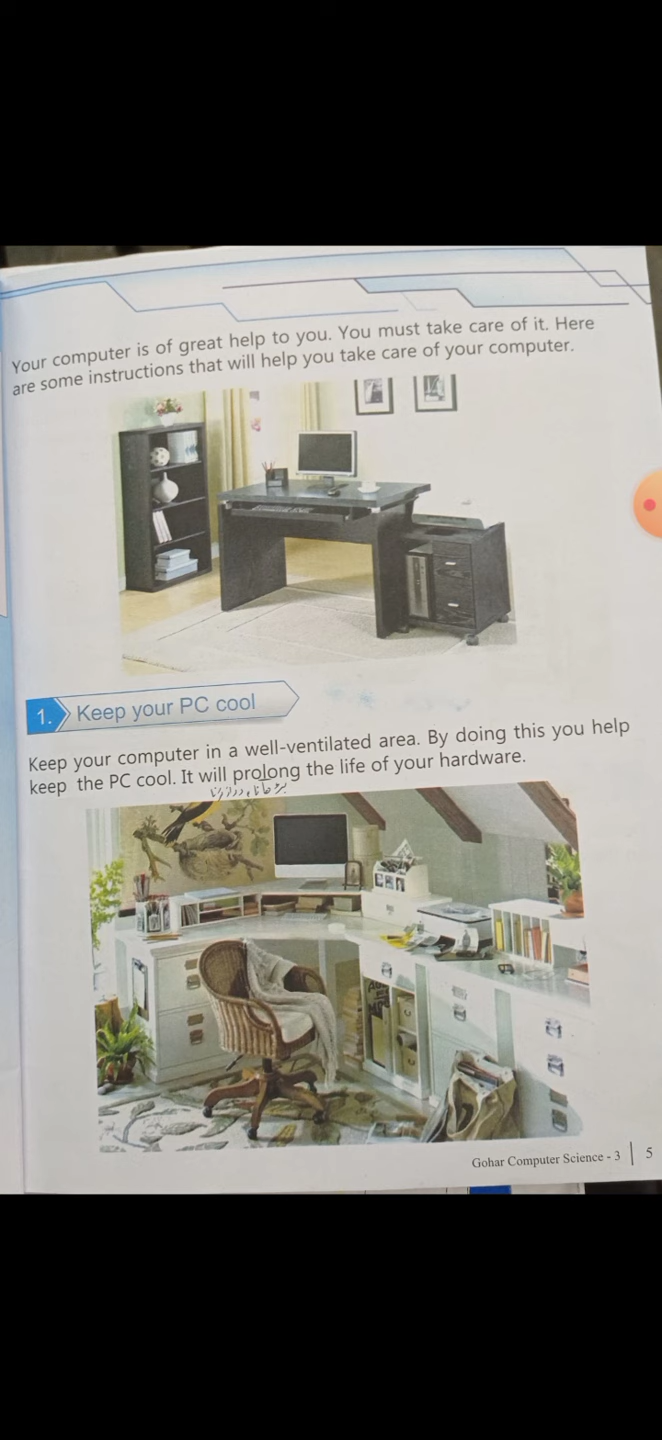 Your computer is of great help to you. You must take care of it. Here
are some instructions that will help you take care of your computer.
1. Keep your PC cool
Keep your computer in a well-ventilated area. By doing this you help
keep the PC cool. It will prolong the life of your hardware.
بڑھانا، دراز کرنا
Gohar Computer Science - 3 | 5